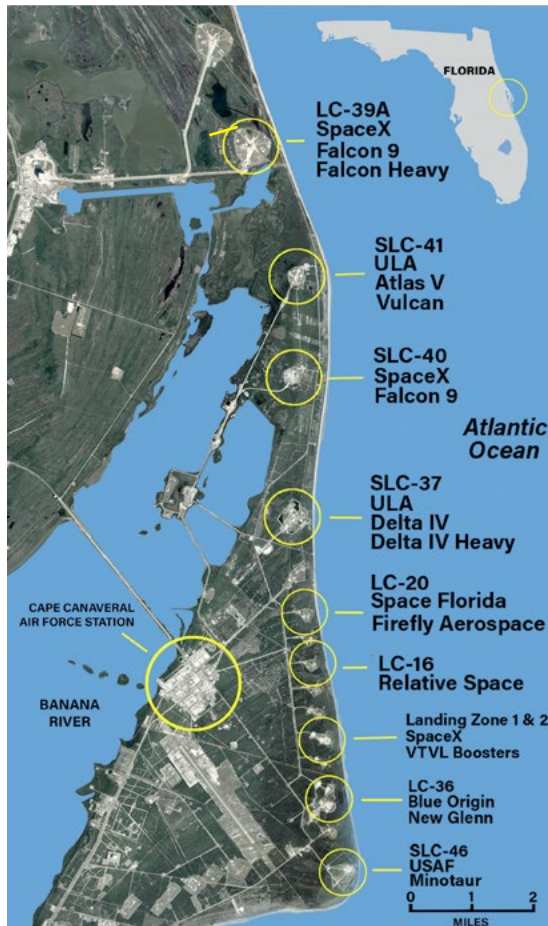 FLORIDA
LC-39A
SpaceX
Falcon 9
Falcon Heavy
SLC-41
ULA
Atlas V
Vulcan
SLC-40
SpaceX
Falcon 9
Atlantic
Ocean
SLC-37
ULA
Delta IV
Delta IV Heavy
LC-20
Space Florida
Firefly Aerospace
CAPE CANAVERAL
AIR FORCE STATION
LC-16
Relative Space
BANANA
RIVER
Landing Zone 1 & 2
SpaceX
VTVL Boosters
LC-36
Blue Origin
New Glenn
SLC-46
USAF
Minotaur
0 1 2
MILES